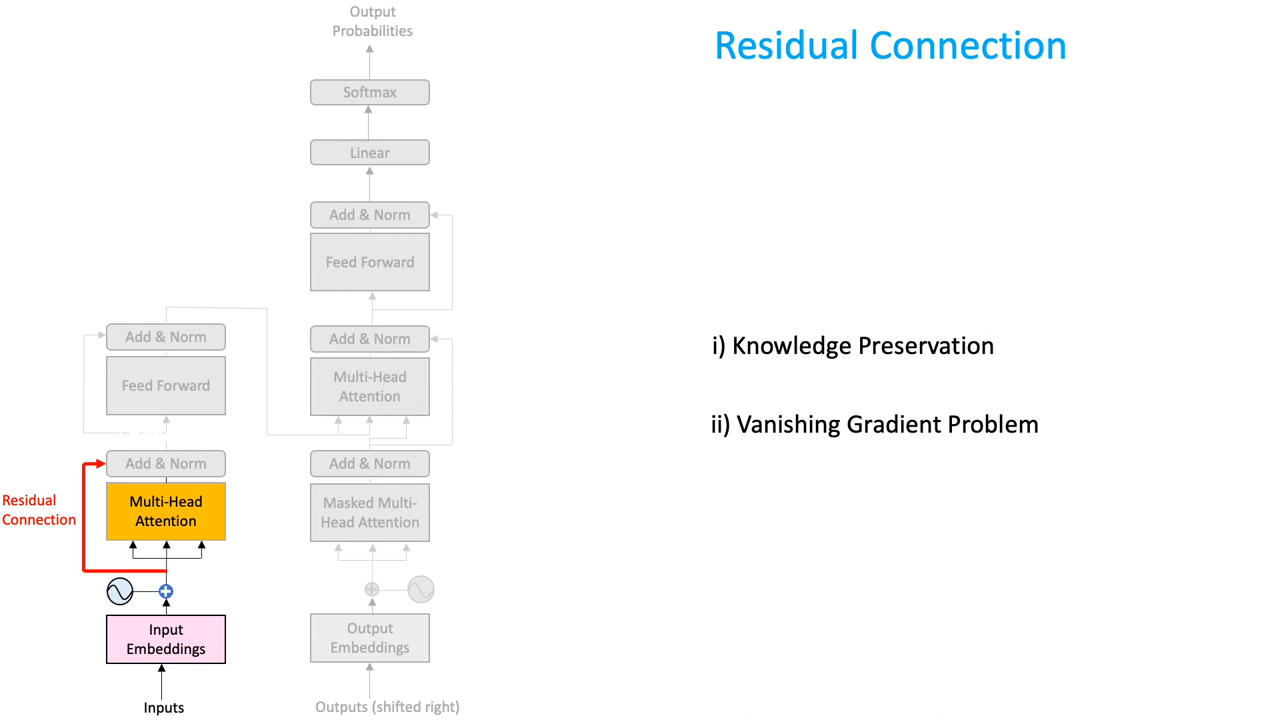 Residual Connection
Output
Probabilities
Softmax
Linear
Add & Norm
Feed Forward
Add & Norm
Multi-Head
Attention
Add & Norm
Masked Multi-
Head Attention
Output
Embeddings
Outputs (shifted right)
Add & Norm
Feed Forward
Add & Norm
Multi-Head
Attention
Residual
Connection
Input
Embeddings
Inputs
i) Knowledge Preservation
ii) Vanishing Gradient Problem